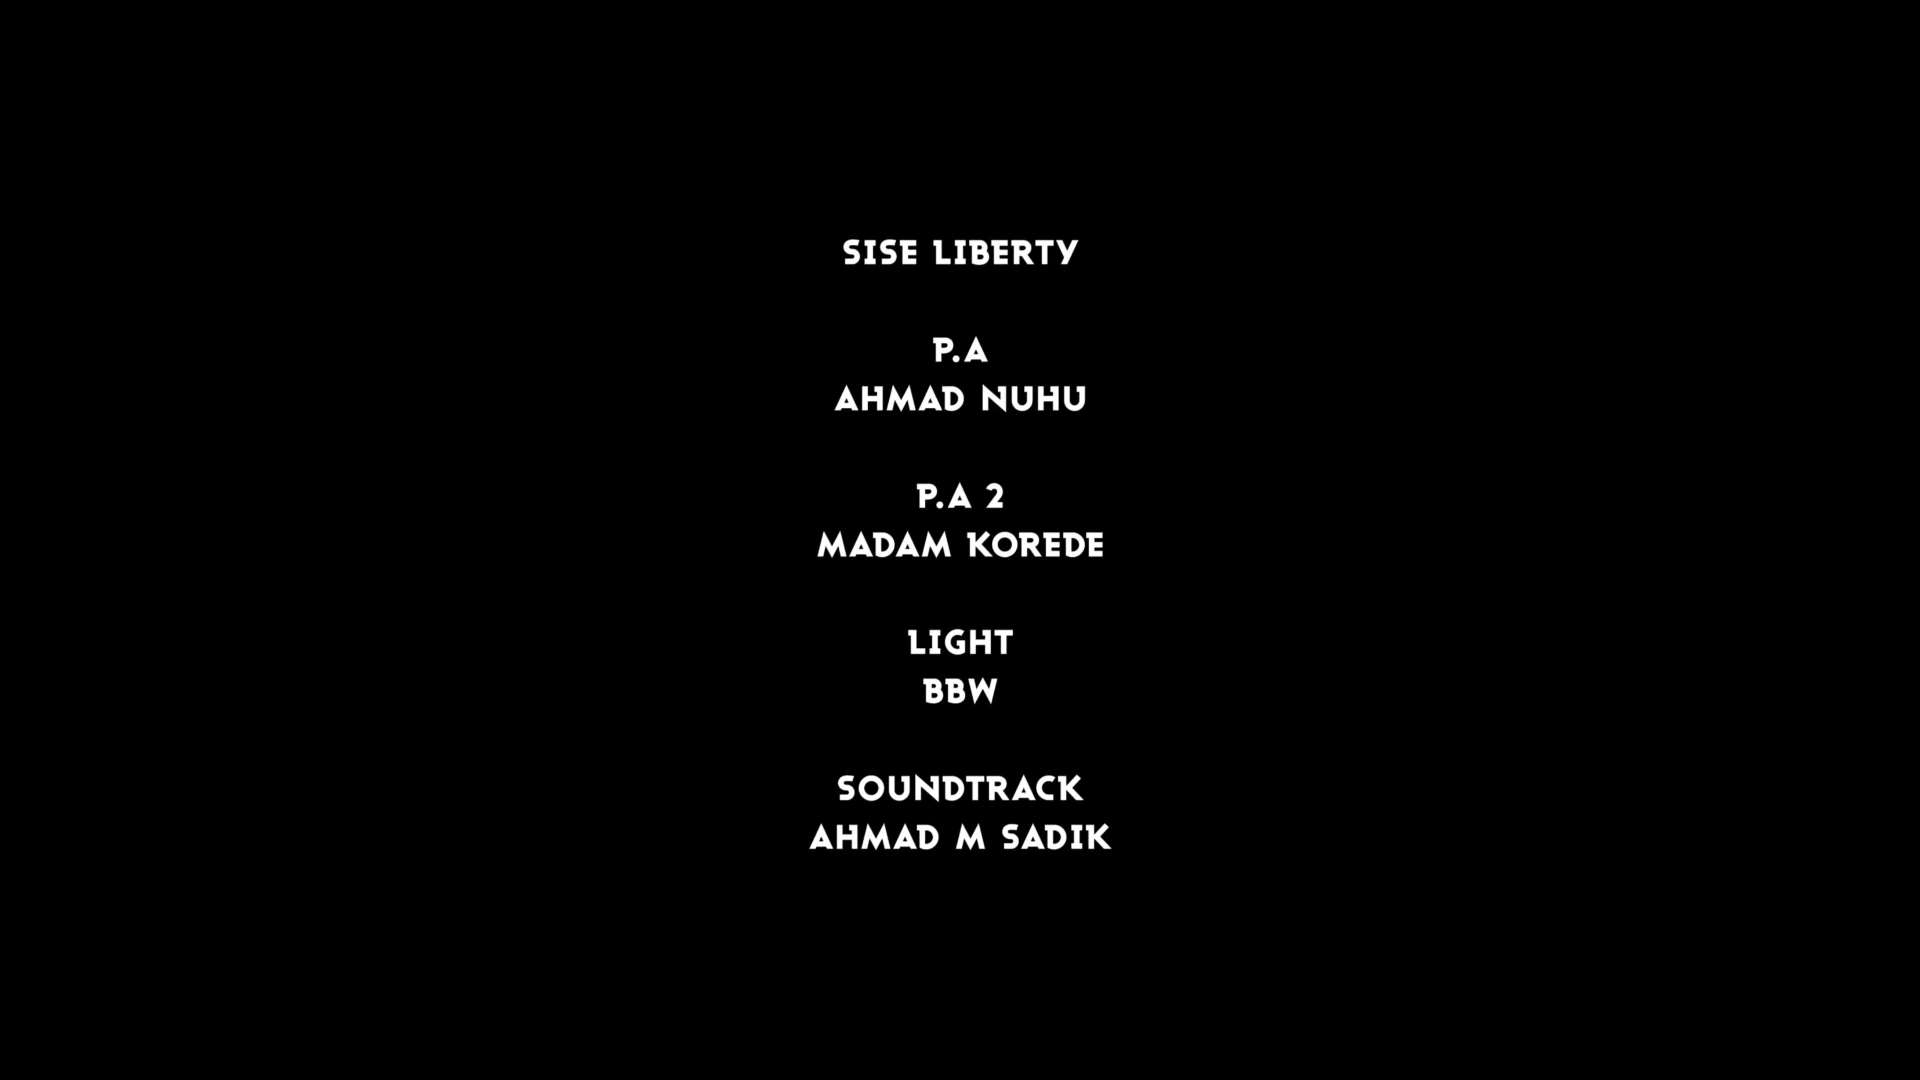 SISE LIBERTY
P.A
AHMAD NUHU
P.A 2
MADAM KOREDE
LIGHT
BBW
SOUNDTRACK
AHMAD M SADIK